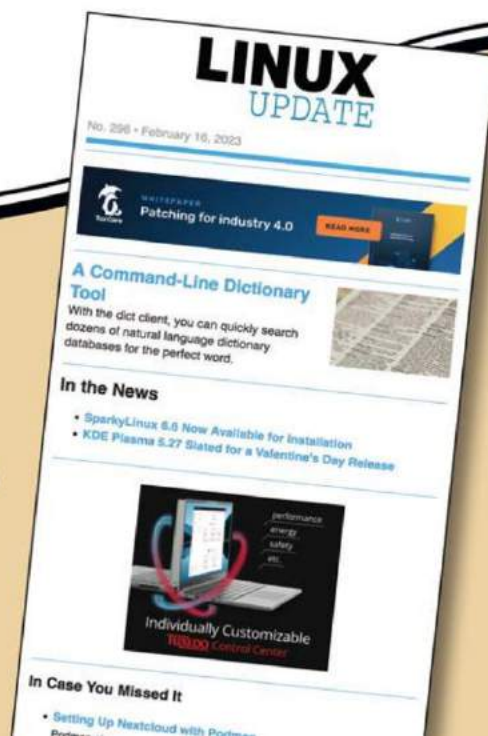 LINUX
UPDATE
No. 298 • February 16, 2023
TuxCare
WHITEPAPER
Patching for industry 4.0
READ MORE
A Command-Line Dictionary
Tool
With the dict client, you can quickly search
dozens of natural language dictionary
databases for the perfect word.
In the News
• SparkyLinux 6.6 Now Available for Installation
• KDE Plasma 5.27 Slated for a Valentine's Day Release
performance
energy
safety
etc.
Individually Customizable
TUXEDO Control Center
In Case You Missed It
• Setting Up Nextcloud with Podman